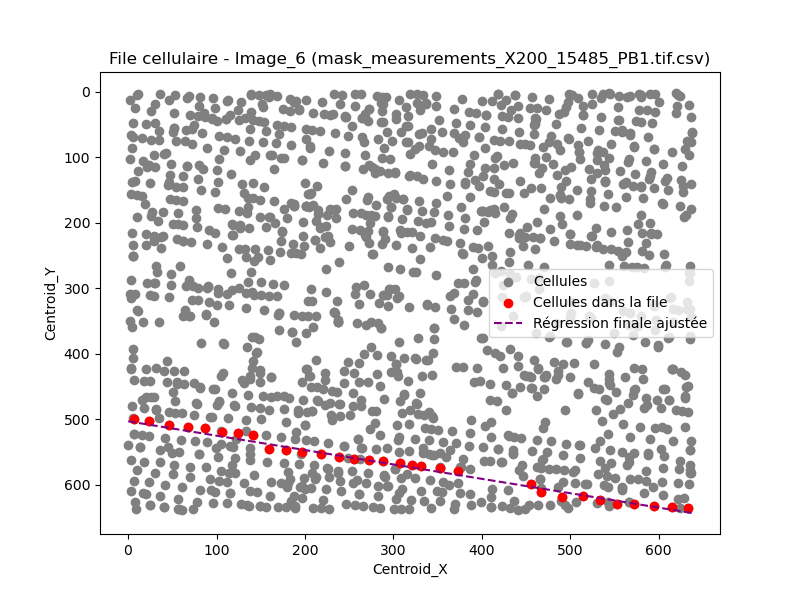 File cellulaire - Image_6 (mask_measurements_X200_15485_PB1.tif.csv)
0
100
200
300
400
500
600
Centroid_Y
Cellules
Cellules dans la file
Régression finale ajustée
0 100 200 300 400 500 600
Centroid_X